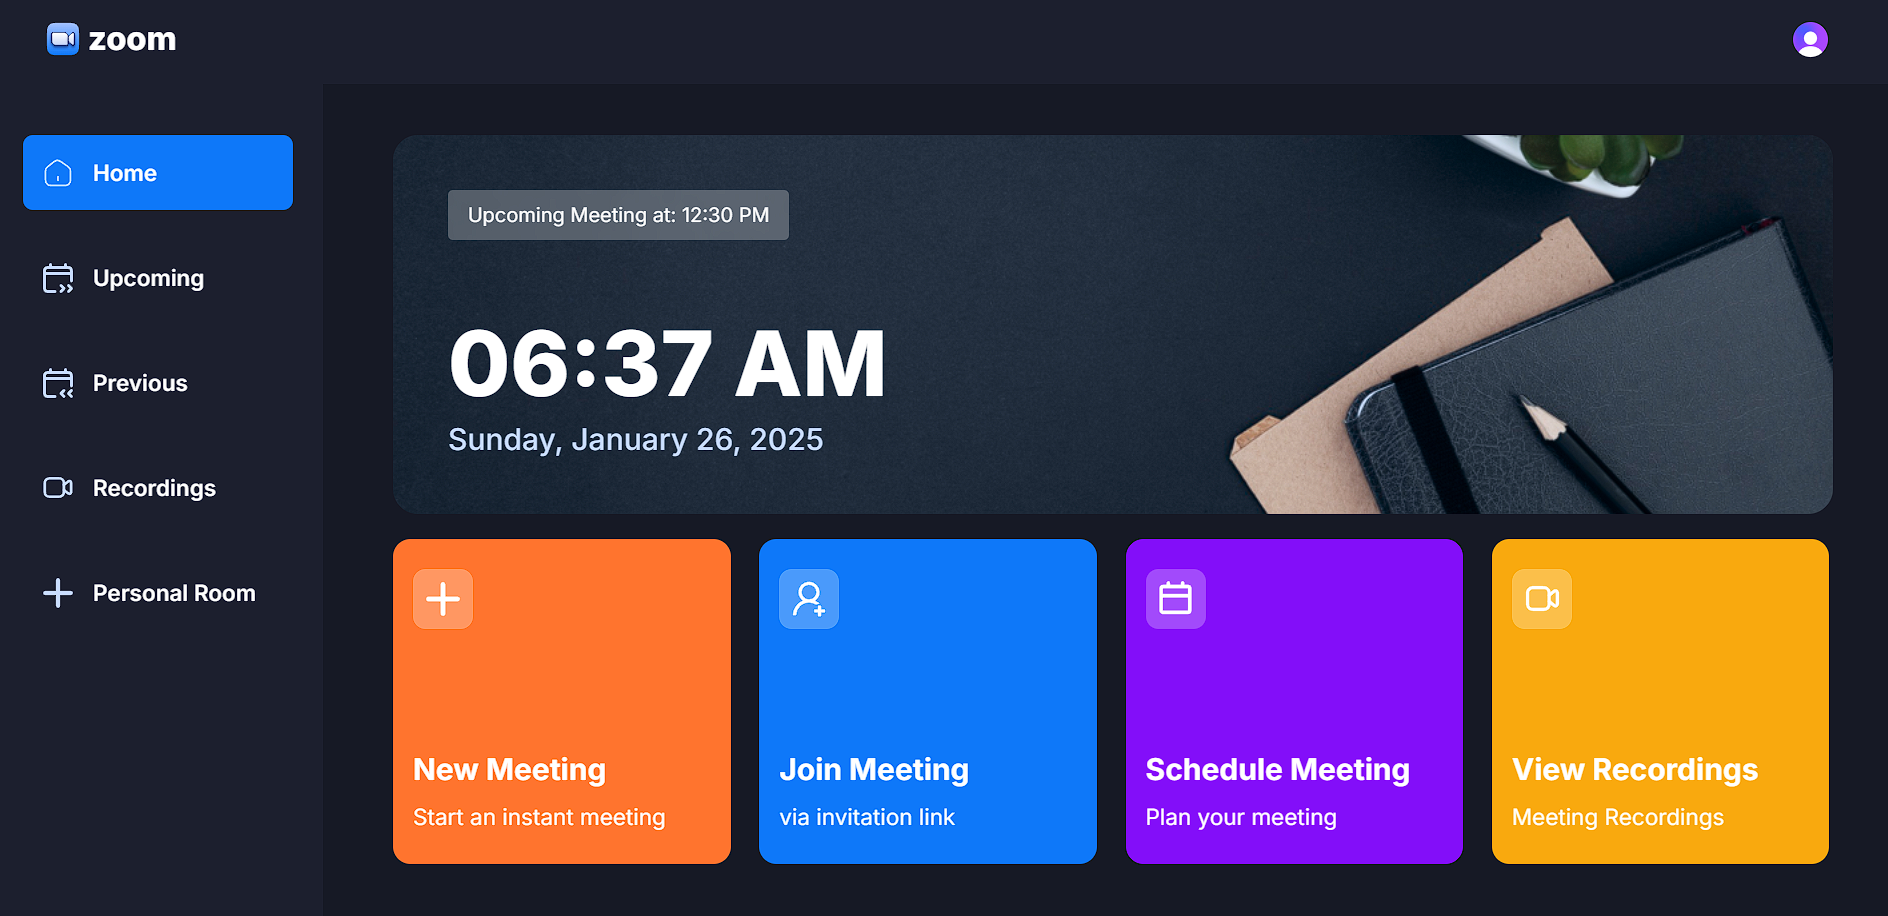 zoom
Home
Upcoming
Previous
Recordings
Personal Room
Upcoming Meeting at: 12:30 PM
06:37 AM
Sunday, January 26, 2025
New Meeting
Start an instant meeting
Join Meeting
via invitation link
Schedule Meeting
Plan your meeting
View Recordings
Meeting Recordings